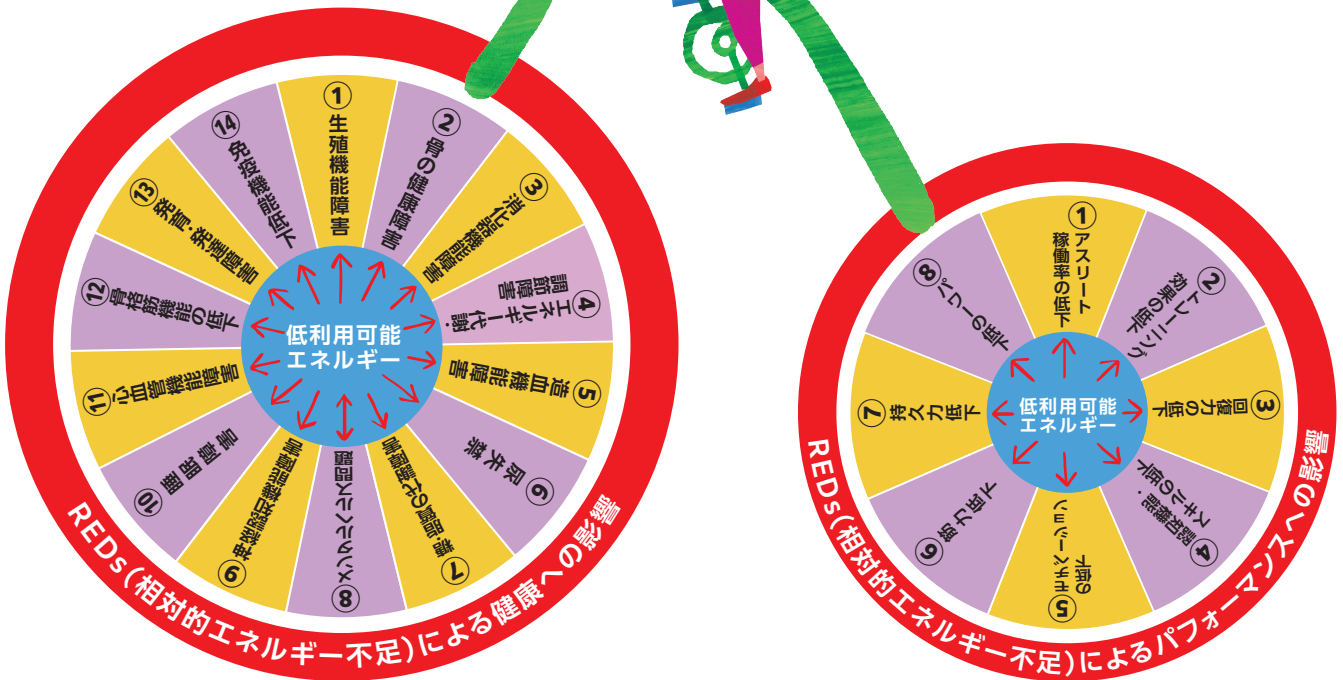 ①生殖機能障害
②骨の健康障害
③消化器機能障害
④エネルギー代謝・
調節障害
⑤造血機能障害
⑥尿失禁
⑦糖・脂質の代謝障害
⑧メンタルヘルス問題
⑨神経認知機能障害
⑩睡眠障害
⑪心血管機能障害
⑫骨格筋機能の低下
⑬発育・発達障害
⑭免疫機能低下
低利用可能
エネルギー
REDs(相対的エネルギー不足)による健康への影響
①アスリート
稼働率の低下
②トレーニング
効果の低下
③回復力の低下
④認知機能・
スキルの低下
⑤モチベーション
の低下
⑥筋力低下
⑦持久力低下
⑧パワーの低下
低利用可能
エネルギー
REDs(相対的エネルギー不足)によるパフォーマンスへの影響